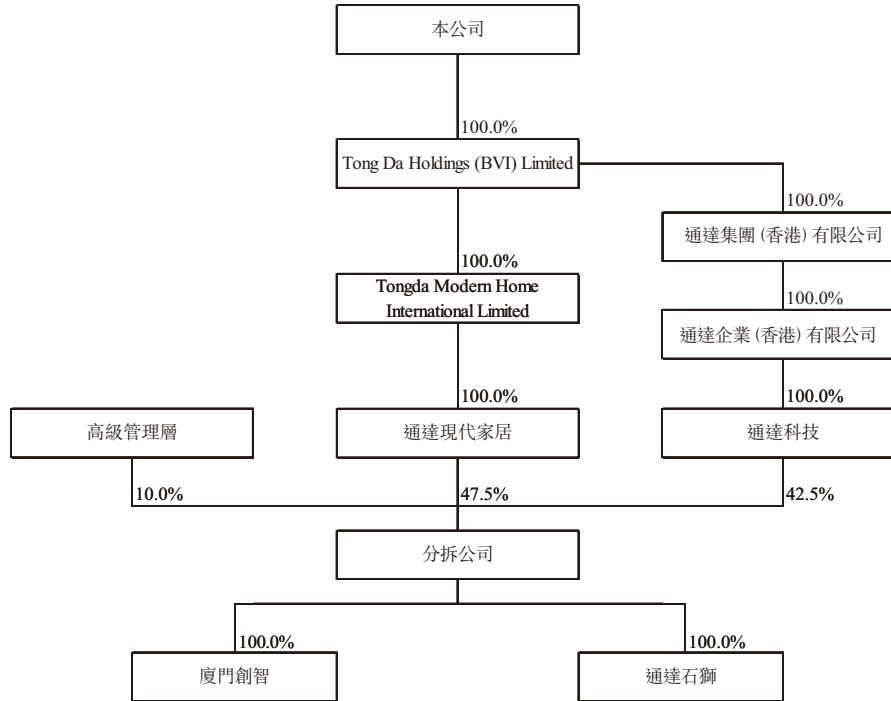 本公司
100.0%
Tong Da Holdings (BVI) Limited
100.0%
通達集團 (香港) 有限公司
100.0%
Tongda Modern Home
International Limited
100.0%
通達企業 (香港) 有限公司
100.0%
100.0%
高級管理層
通達現代家居
通達科技
10.0%
47.5%
42.5%
分拆公司
100.0%
100.0%
廈門創智
通達石獅